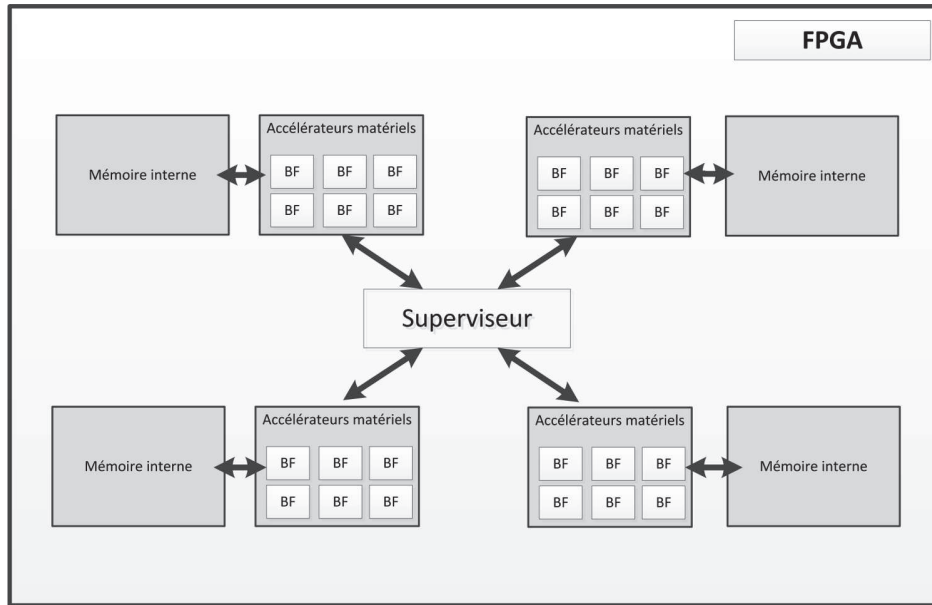 FPGA
Accélérateurs matériels
Mémoire interne
BF BF BF
BF BF BF
Accélérateurs matériels
Mémoire interne
BF BF BF
BF BF BF
Superviseur
Accélérateurs matériels
Mémoire interne
BF BF BF
BF BF BF
Accélérateurs matériels
Mémoire interne
BF BF BF
BF BF BF